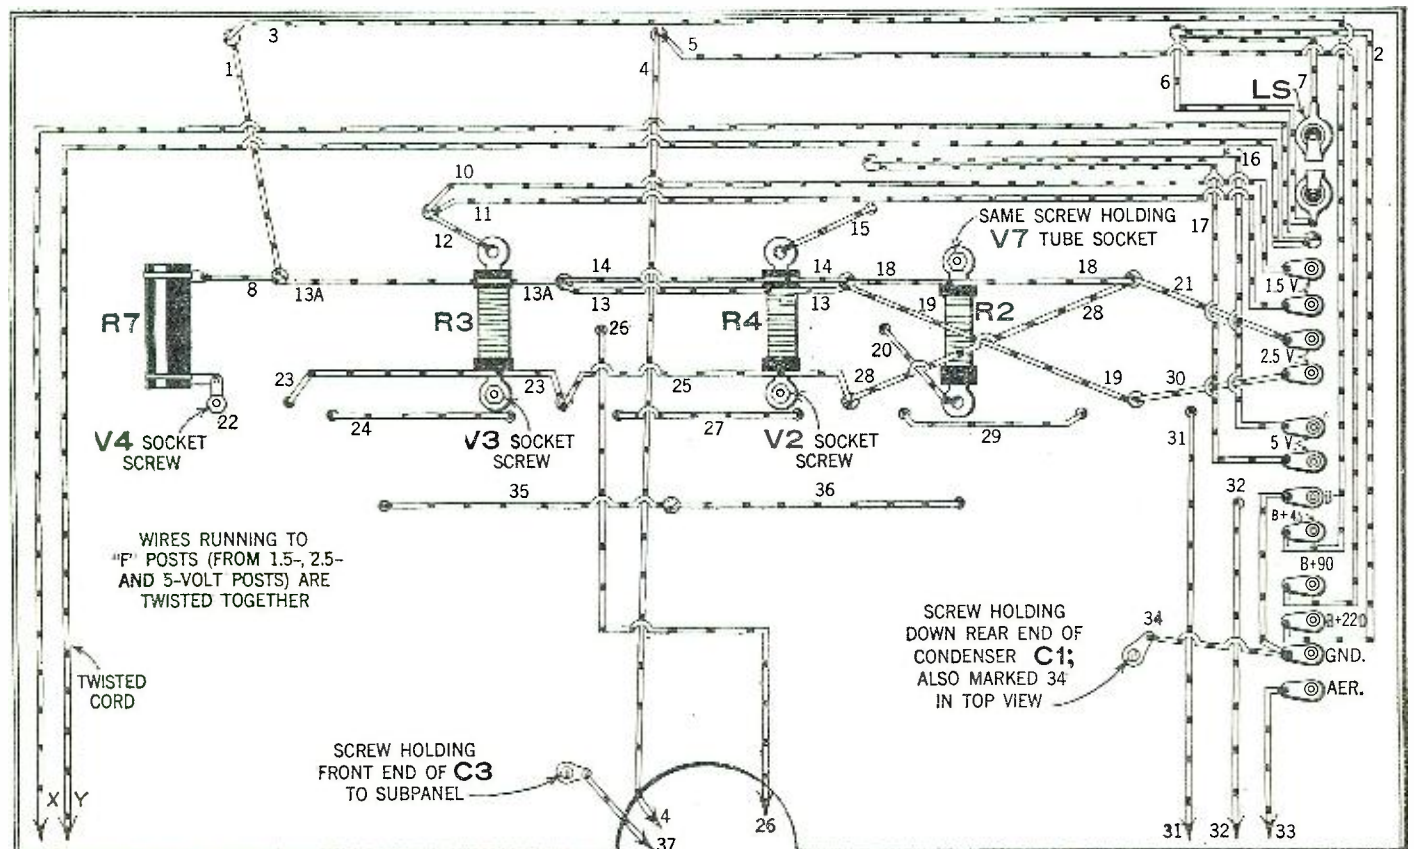 3
5
2
1
4
6
LS
7
10
16
11
17
12
15
SAME SCREW HOLDING
V7 TUBE SOCKET
8
13A
13A
14
14
18
18
21
1.5 V.
13
13
19
28
R7
R3
26
R4
R2
20
2.5 V
23
23
25
28
19
30
22
24
27
29
31
V4 SOCKET
SCREW
V3 SOCKET
SCREW
V2 SOCKET
SCREW
5 V.
35
36
32
B+45
B+90
WIRES RUNNING TO
"F" POSTS (FROM 1.5-, 2.5-
AND 5-VOLT POSTS) ARE
TWISTED TOGETHER
SCREW HOLDING
DOWN REAR END OF
CONDENSER C1;
ALSO MARKED 34
IN TOP VIEW
34
B+220
GND.
AER.
TWISTED
CORD
SCREW HOLDING
FRONT END OF C3
TO SUBPANEL
X
Y
4
37
26
31
32
33